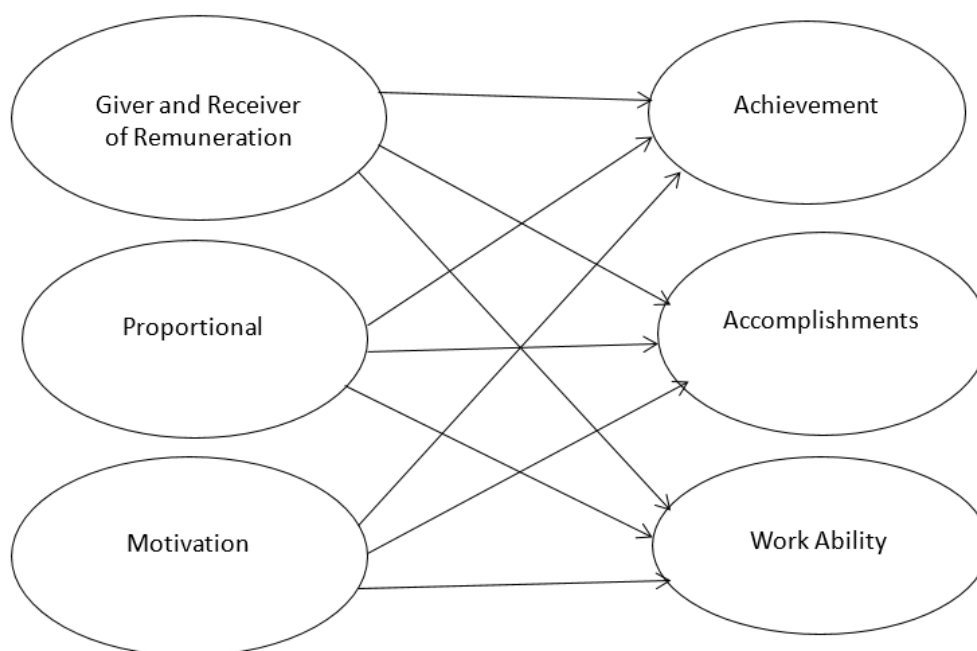 Giver and Receiver
of Remuneration
Achievement
Proportional
Accomplishments
Motivation
Work Ability